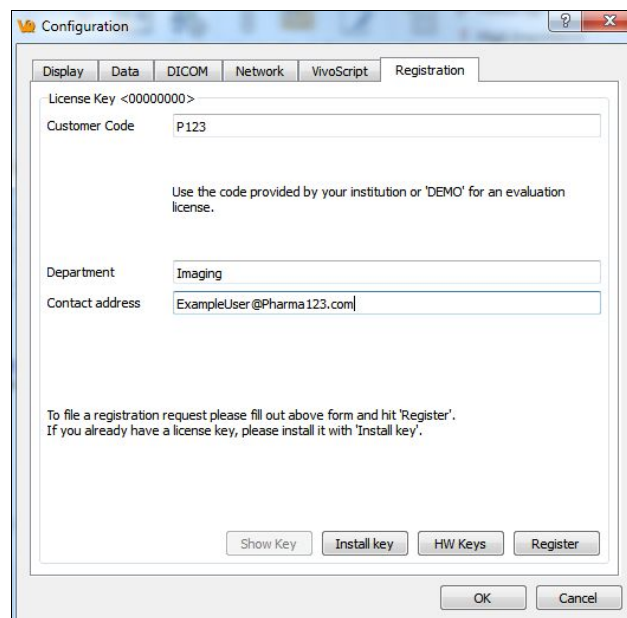 Configuration
Display
Data
DICOM
Network
VivoScript
Registration
License Key <00000000>
Customer Code
P123
Use the code provided by your institution or 'DEMO' for an evaluation
license.
Department
Imaging
Contact address
ExampleUser@Pharma123.com
To file a registration request please fill out above form and hit 'Register'.
If you already have a license key, please install it with 'Install key'.
Show Key
Install key
HW Keys
Register
OK
Cancel